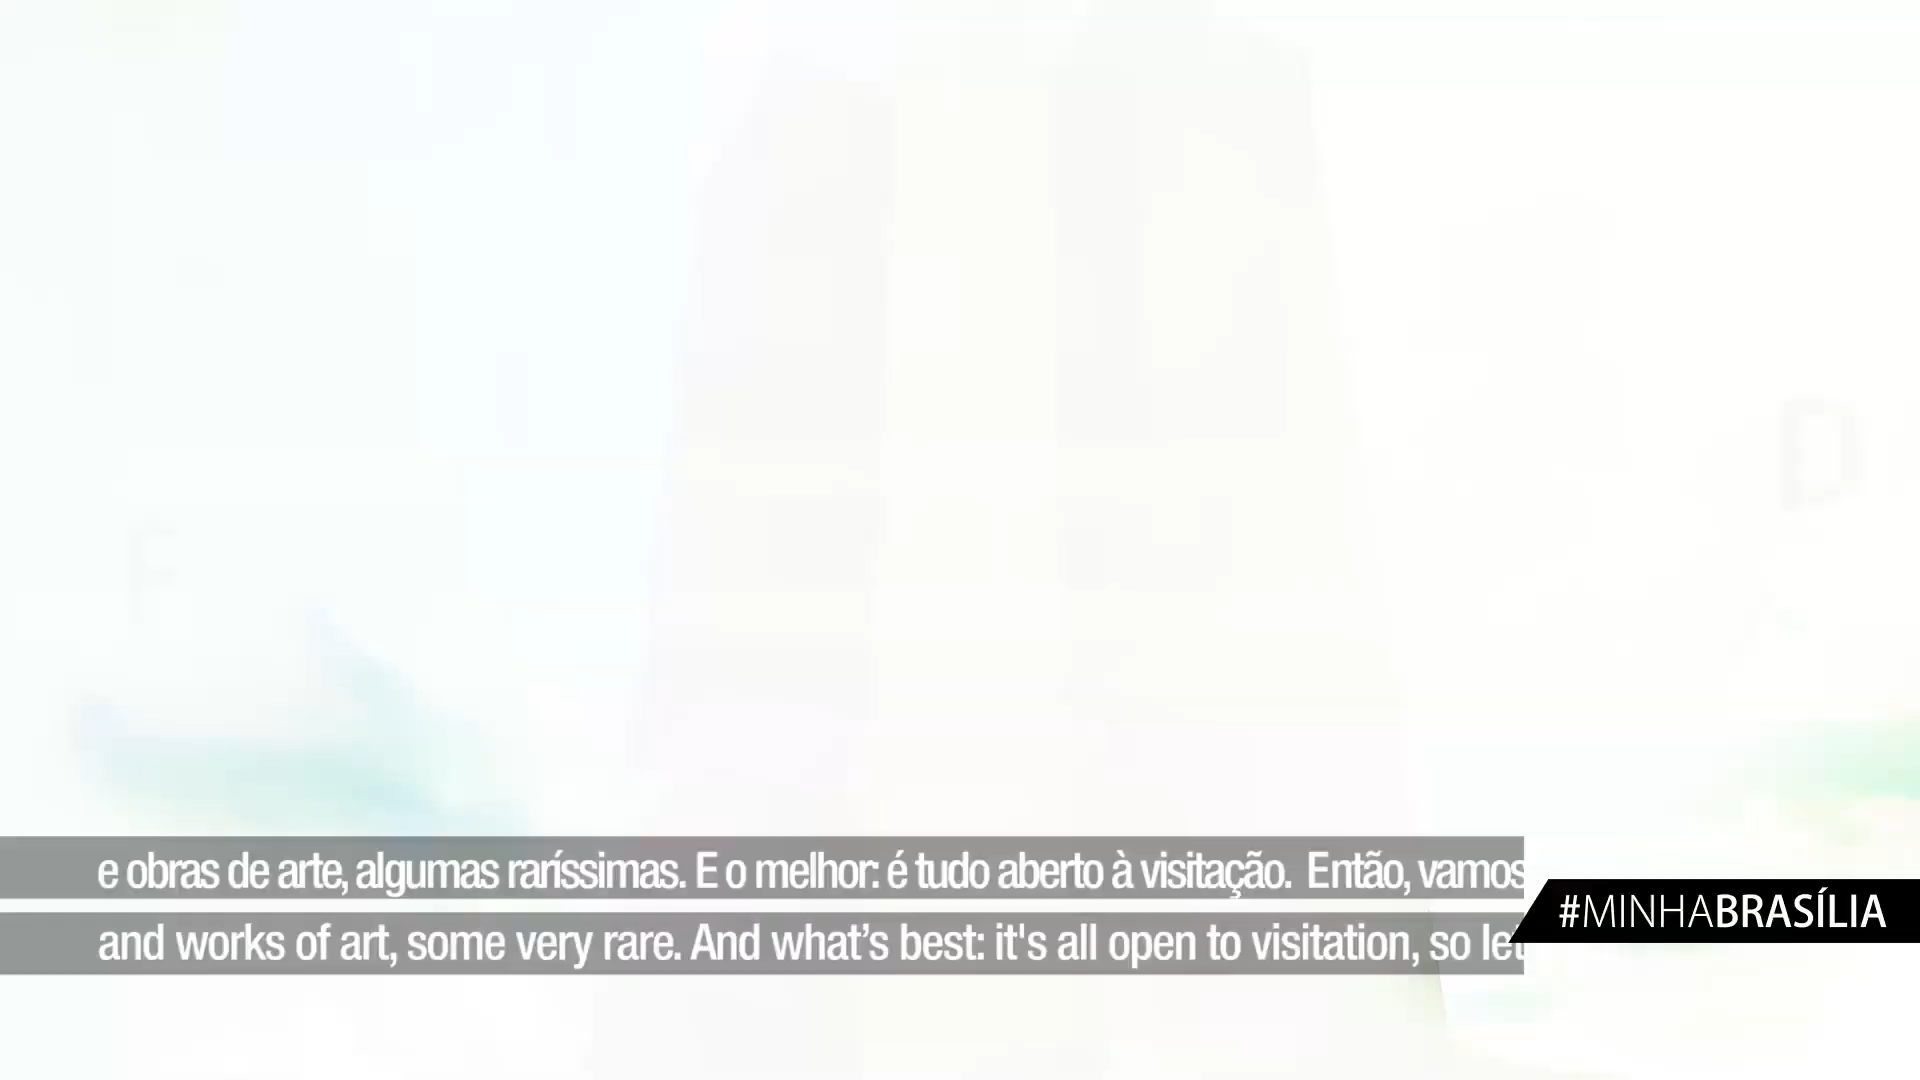 e obras de arte, algumas raríssimas. E o melhor: é tudo aberto à visitação. Então, vamos
and works of art, some very rare. And what’s best: it's all open to visitation, so let
#MINHABRASÍLIA